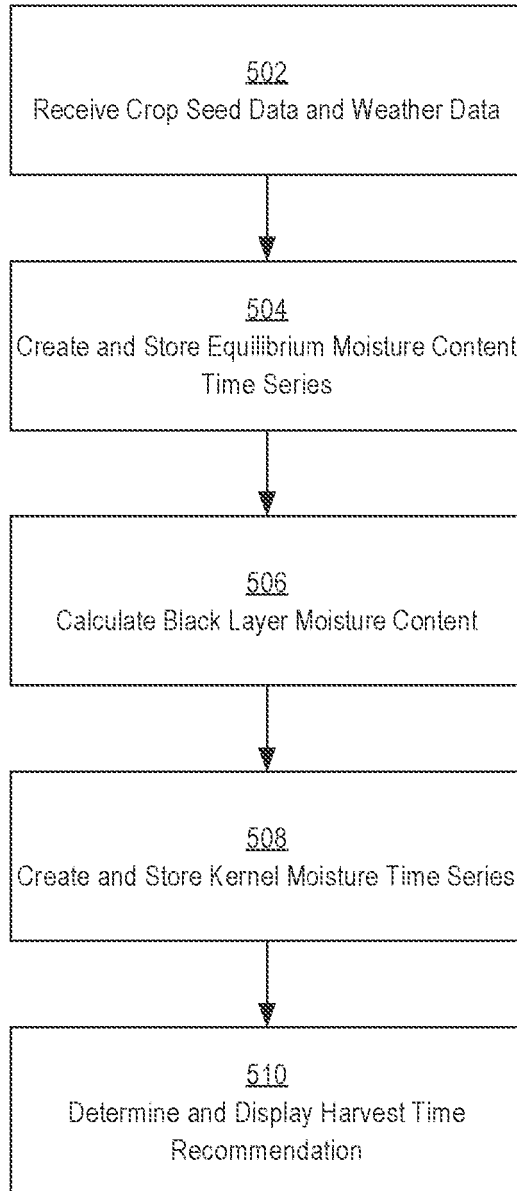 502
Receive Crop Seed Data and Weather Data
504
Create and Store Equilibrium Moisture Content
Time Series
506
Calculate Black Layer Moisture Content
508
Create and Store Kernel Moisture Time Series
510
Determine and Display Harvest Time
Recommendation